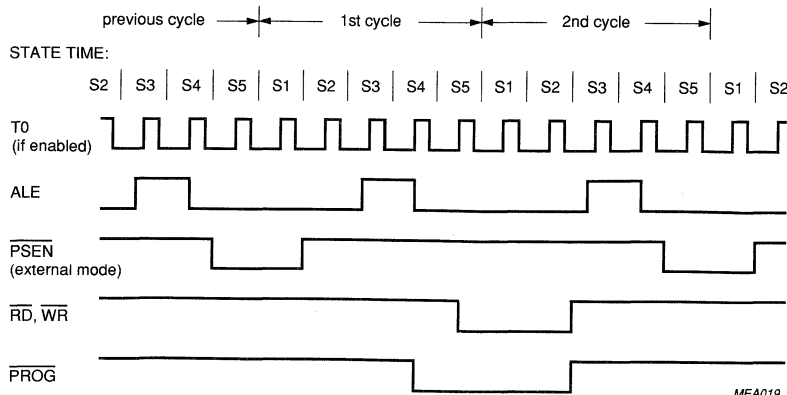 previous cycle 1st cycle 2nd cycle
STATE TIME:
S2 S3 S4 S5 S1 S2 S3 S4 S5 S1 S2 S3 S4 S5 S1 S2
T0
(if enabled)
ALE
PSEN
(external mode)
RD, WR
PROG
MEA019